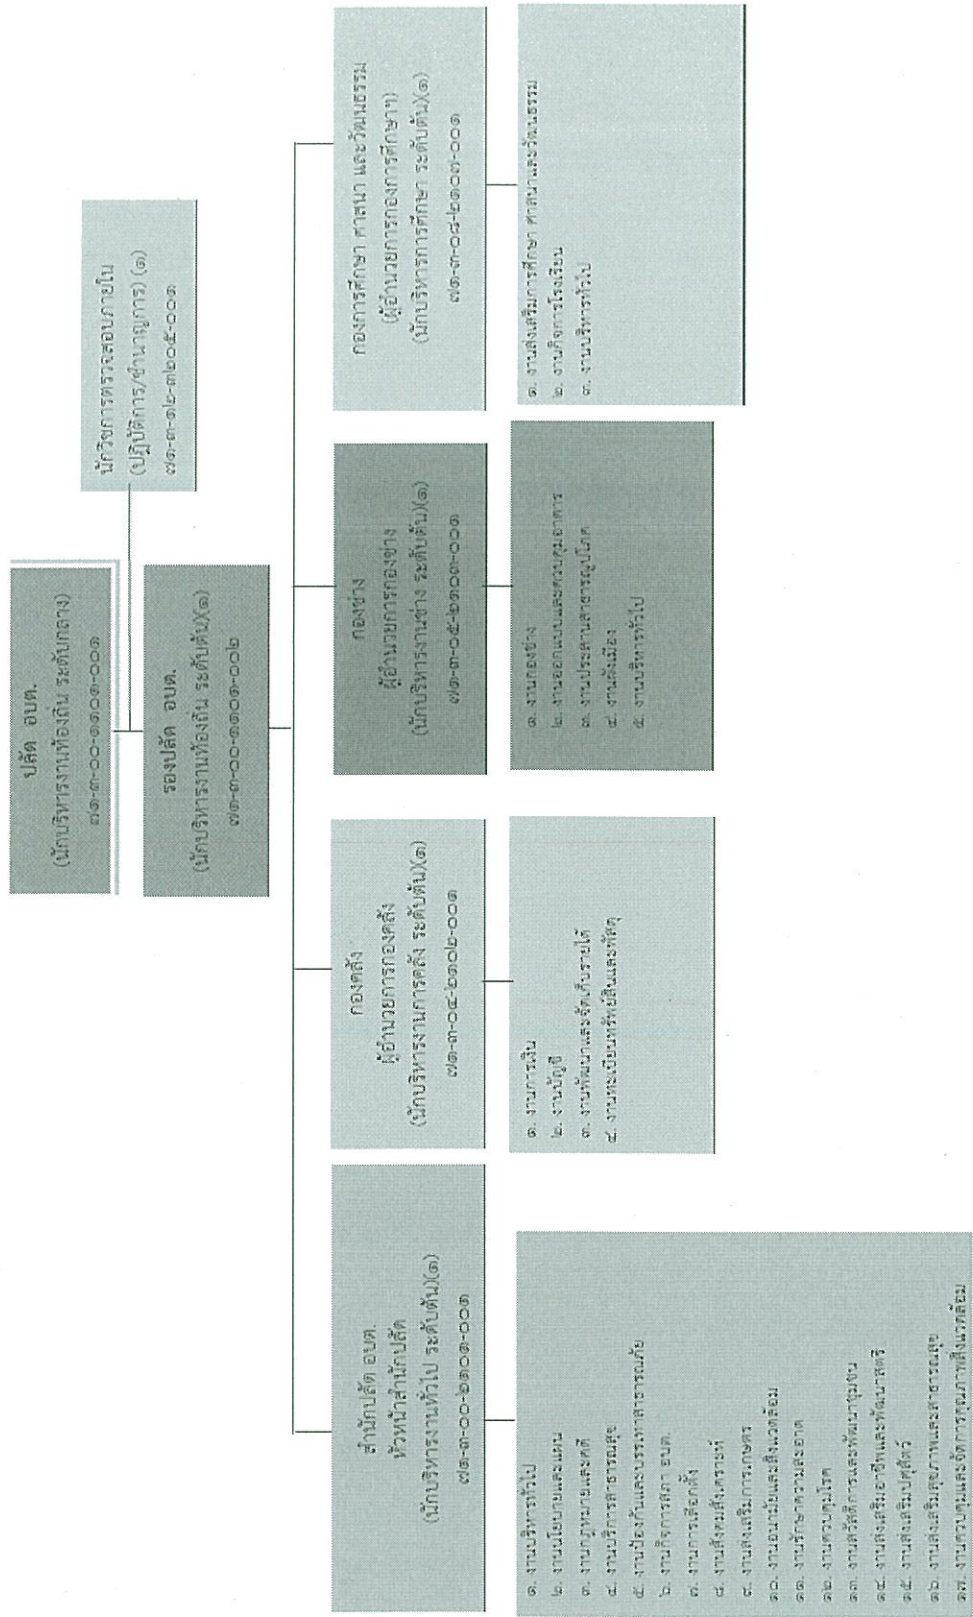 ปลัด อบต.
(นักบริหารงานท้องถิ่น ระดับกลาง)
๗๑-๓-๐๐-๑๑๐๑-๐๐๑
นักวิชาการตรวจสอบภายใน
(ปฏิบัติการ/ชำนาญการ) (๑)
๗๑-๓-๑๒-๓๒๐๕-๐๐๑
รองปลัด อบต.
(นักบริหารงานท้องถิ่น ระดับต้น)(๑)
๗๑-๓-๐๐-๑๑๐๑-๐๐๒
สำนักปลัด อบต.
หัวหน้าสำนักปลัด
(นักบริหารงานทั่วไป ระดับต้น)(๑)
๗๑-๓-๐๐-๒๑๐๑-๐๐๑
๑. งานบริหารทั่วไป
๒. งานนโยบายและแผน
๓. งานกฎหมายและคดี
๔. งานบริการสาธารณสุข
๕. งานป้องกันและบรรเทาสาธารณภัย
๖. งานกิจการสภา อบต.
๗. งานการเลือกตั้ง
๘. งานสังคมสังเคราะห์
๙. งานส่งเสริมการเกษตร
๑๐. งานอนามัยและสิ่งแวดล้อม
๑๑. งานรักษาความสะอาด
๑๒. งานควบคุมโรค
๑๓. งานสวัสดิการและพัฒนาชุมชน
๑๔. งานส่งเสริมอาชีพและพัฒนาสตรี
๑๕. งานส่งเสริมปศุสัตว์
๑๖. งานส่งเสริมสุขภาพและสาธารณสุข
๑๗. งานควบคุมและจัดการคุณภาพสิ่งแวดล้อม
กองคลัง
ผู้อำนวยการกองคลัง
(นักบริหารงานการคลัง ระดับต้น)(๑)
๗๑-๓-๐๔-๒๑๐๒-๐๐๑
๑. งานการเงิน
๒. งานบัญชี
๓. งานพัฒนาและจัดเก็บรายได้
๔. งานทะเบียนทรัพย์สินและพัสดุ
กองช่าง
ผู้อำนวยการกองช่าง
(นักบริหารงานช่าง ระดับต้น)(๑)
๗๑-๓-๐๕-๒๑๐๓-๐๐๑
๑. งานกองช่าง
๒. งานออกแบบและควบคุมอาคาร
๓. งานประสานสาธารณูปโภค
๔. งานผังเมือง
๕. งานบริหารทั่วไป
กองการศึกษา ศาสนา และวัฒนธรรม
(ผู้อำนวยการกองการศึกษาฯ)
(นักบริหารการศึกษา ระดับต้น)(๑)
๗๑-๓-๐๘-๒๑๐๗-๐๐๑
๑. งานส่งเสริมการศึกษา ศาสนาและวัฒนธรรม
๒. งานกิจการโรงเรียน
๓. งานบริหารทั่วไป